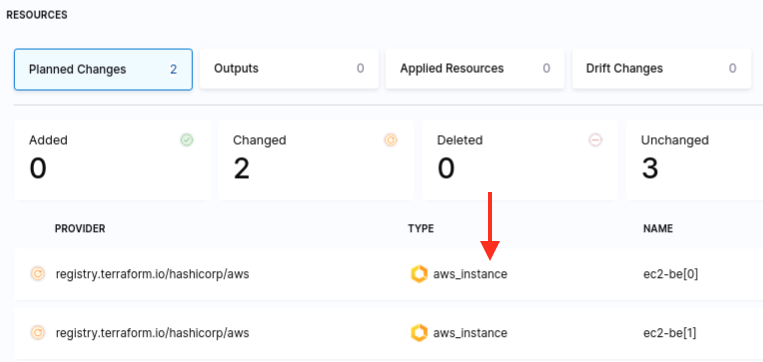 RESOURCES
Planned Changes 2 Outputs 0 Applied Resources 0 Drift Changes 0
Added Changed Deleted Unchanged
0 2 0 3
PROVIDER TYPE NAME
registry.terraform.io/hashicorp/aws aws_instance ec2-be[0]
registry.terraform.io/hashicorp/aws aws_instance ec2-be[1]